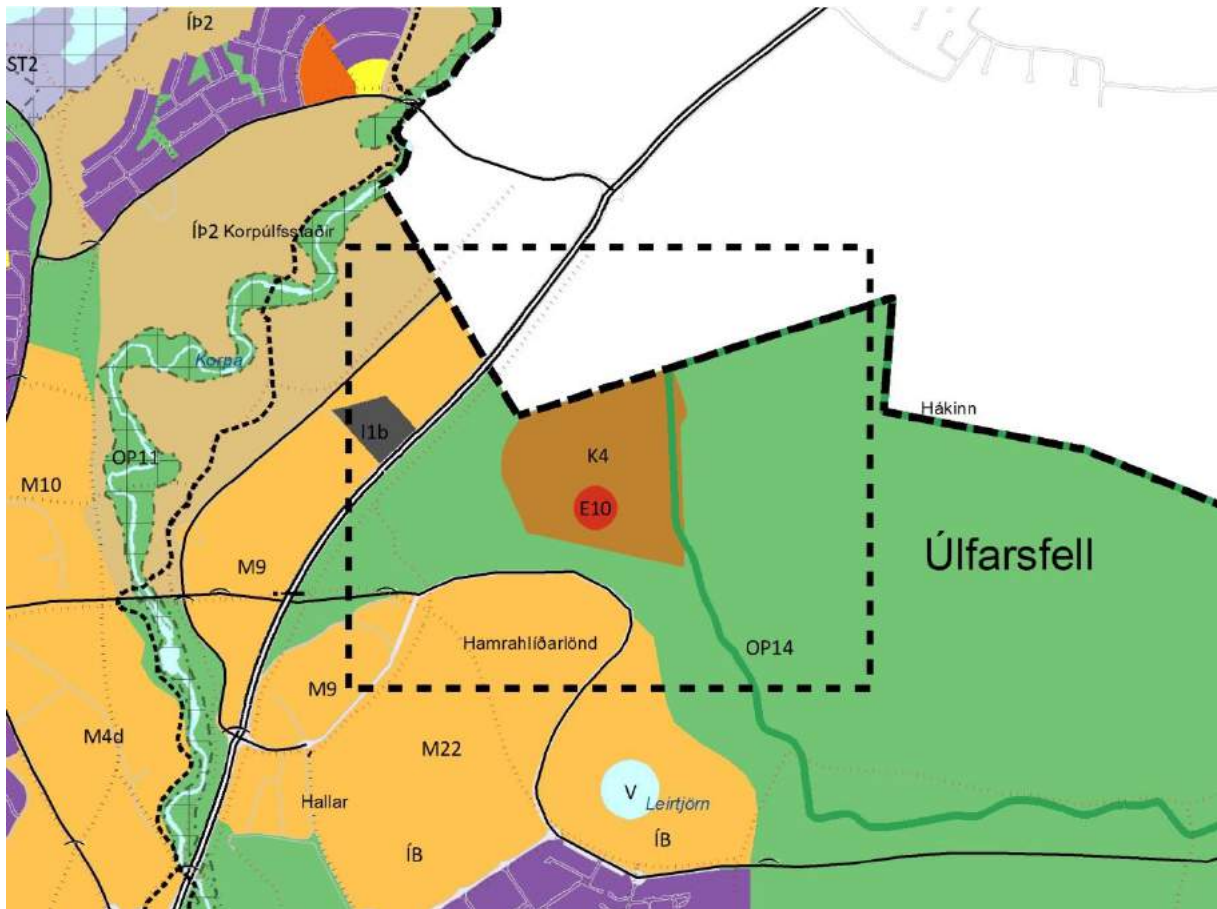 ÍÞ2
ST2
ÍÞ2 Korpúlfsstaðir
Korpa
Hákinn
I1b
K4
OP11
M10
E10
Úlfarsfell
M9
Hamrahlíðarlönd
OP14
M9
M4d
M22
Hallar
V
Leirtjörn
ÍB
ÍB